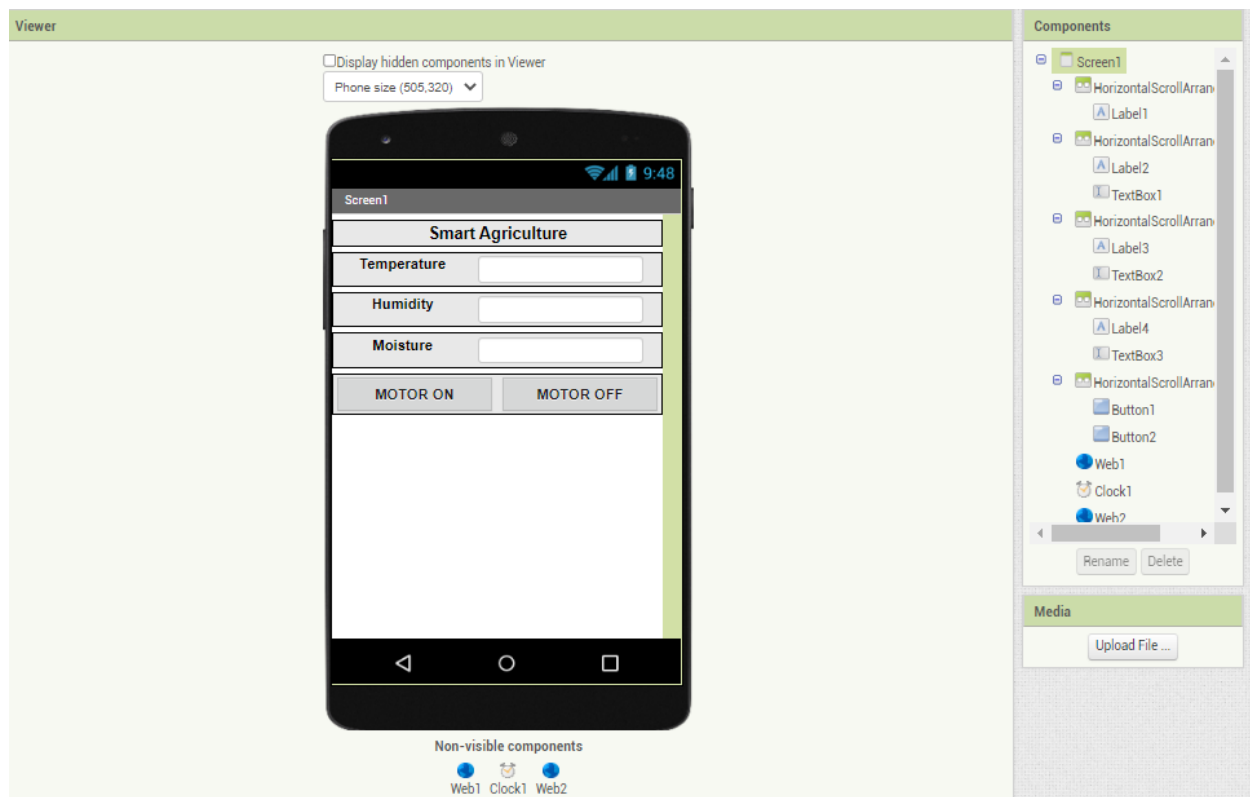 Viewer
Display hidden components in Viewer
Phone size (505,320)
9:48
Screen1
Smart Agriculture
Temperature
Humidity
Moisture
MOTOR ON MOTOR OFF
Non-visible components
Web1 Clock1 Web2
Components
Screen1
HorizontalScrollArran
Label1
HorizontalScrollArran
Label2
TextBox1
HorizontalScrollArran
Label3
TextBox2
HorizontalScrollArran
Label4
TextBox3
HorizontalScrollArran
Button1
Button2
Web1
Clock1
Web2
Rename Delete
Media
Upload File ...